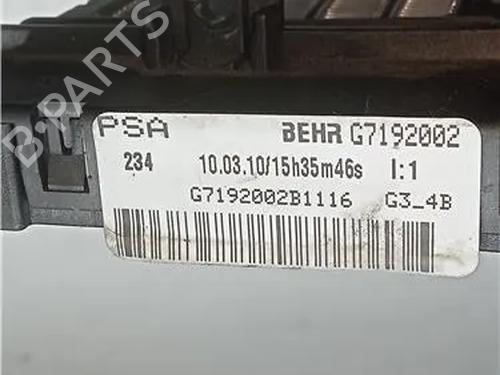 B-PARTS
PSA BEHR G7192002
234 10.03.10/15h35m46s I:1
G7192002B1116 G3_4B